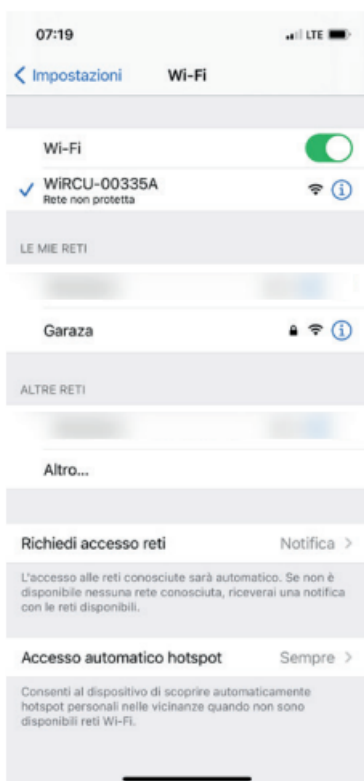 07:19
LTE
Impostazioni
Wi-Fi
Wi-Fi
WiRCU-00335A
Rete non protetta
LE MIE RETI
Garaza
ALTRE RETI
Altro...
Richiedi accesso reti
Notifica
L'accesso alle reti conosciute sarà automatico. Se non è
disponibile nessuna rete conosciuta, riceverai una notifica
con le reti disponibili.
Accesso automatico hotspot
Sempre
Consenti al dispositivo di scoprire automaticamente
hotspot personali nelle vicinanze quando non sono
disponibili reti Wi-Fi.